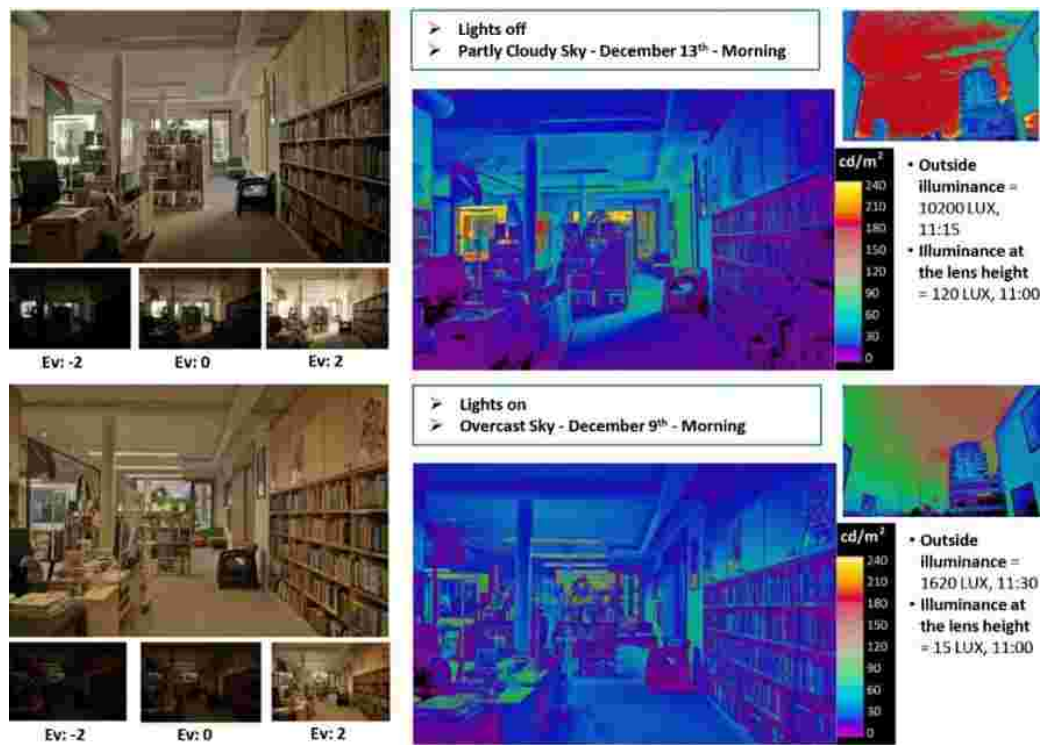 ➢ Lights off
➢ Partly Cloudy Sky - December 13th - Morning
cd/m²
240
210
180
150
120
90
60
30
0
• Outside
illuminance =
10200 LUX,
11:15
• Illuminance at
the lens height
= 120 LUX, 11:00
Ev: -2 Ev: 0 Ev: 2
➢ Lights on
➢ Overcast Sky - December 9th - Morning
cd/m²
240
210
180
150
120
90
60
30
0
• Outside
illuminance =
1620 LUX, 11:30
• Illuminance at
the lens height
= 15 LUX, 11:00
Ev: -2 Ev: 0 Ev: 2